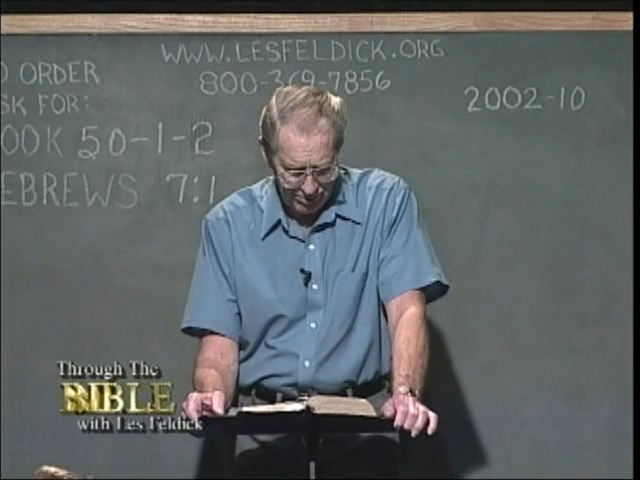 WWW.LESFELDICK.ORG
800-369-7856
O ORDER
SK FOR:
OOK 50-1-2
EBREWS 7:1
2002-10
Through The
BIBLE
with Les Feldick